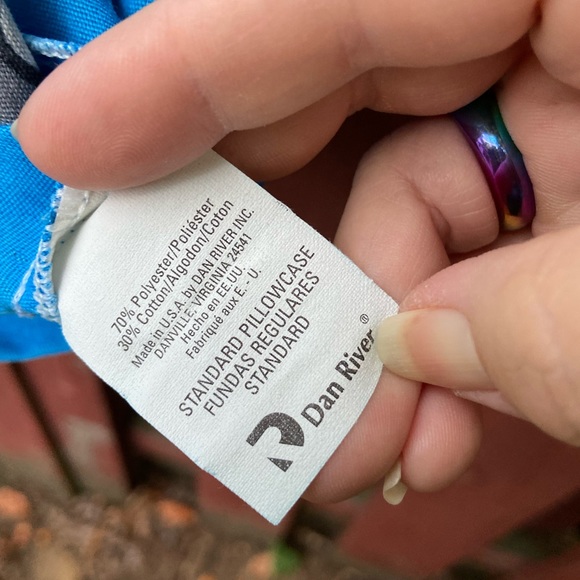 70% Polyester/Poliéster
30% Cotton/Algodon/Coton
Made in U.S.A. by DAN RIVER INC.
DANVILLE, VIRGINIA 24541
Hecho en EE.UU.
Fabriqué aux E. - U.
STANDARD PILLOWCASE
FUNDAS REGULARES
STANDARD
Dan River®